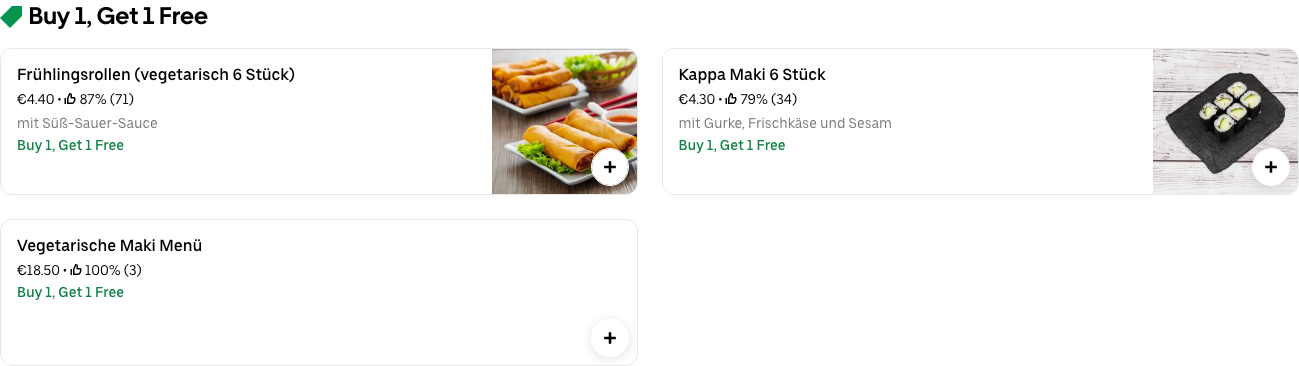 Buy 1, Get 1 Free
Frühlingsrollen (vegetarisch 6 Stück)
€4.40 • 87% (71)
mit Süß-Sauer-Sauce
Buy 1, Get 1 Free
Kappa Maki 6 Stück
€4.30 • 79% (34)
mit Gurke, Frischkäse und Sesam
Buy 1, Get 1 Free
Vegetarische Maki Menü
€18.50 • 100% (3)
Buy 1, Get 1 Free